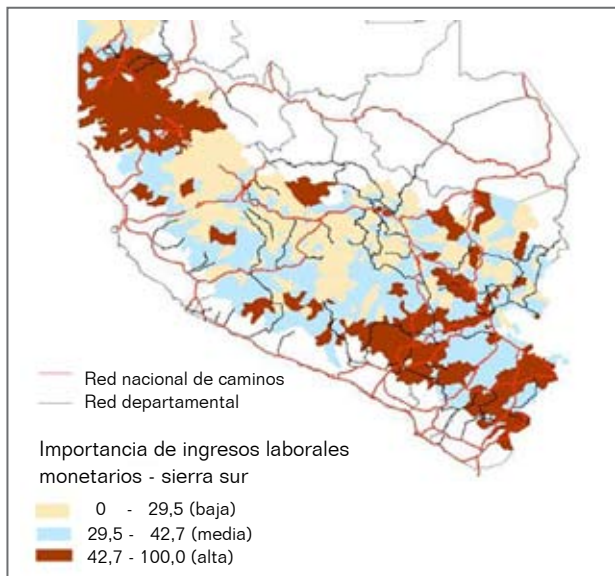 Red nacional de caminos
Red departamental
Importancia de ingresos laborales
monetarios - sierra sur
0 - 29,5 (baja)
29,5 - 42,7 (media)
42,7 - 100,0 (alta)